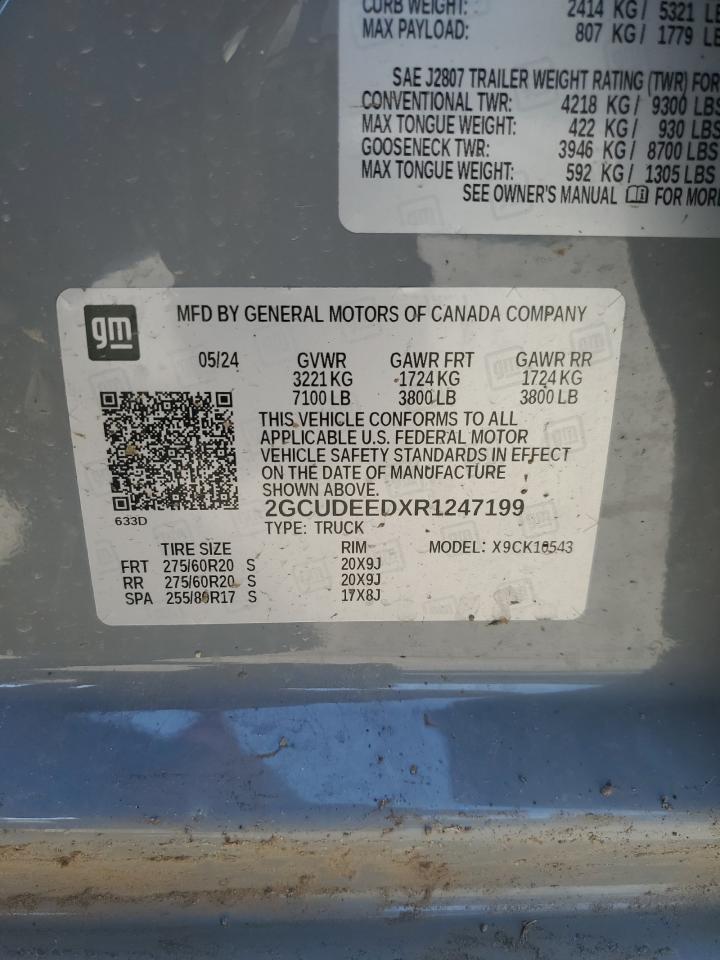 CURB WEIGHT: 2414 KG / 5321
MAX PAYLOAD: 807 KG / 1779
SAE J2807 TRAILER WEIGHT RATING (TWR) FOR
CONVENTIONAL TWR: 4218 KG / 9300 LBS
MAX TONGUE WEIGHT: 422 KG / 930 LBS
GOOSENECK TWR: 3946 KG / 8700 LBS
MAX TONGUE WEIGHT: 592 KG / 1305 LBS
SEE OWNER'S MANUAL FOR MORE
gm MFD BY GENERAL MOTORS OF CANADA COMPANY
05/24 GVWR GAWR FRT GAWR RR
3221 KG 1724 KG 1724 KG
7100 LB 3800 LB 3800 LB
THIS VEHICLE CONFORMS TO ALL
APPLICABLE U.S. FEDERAL MOTOR
VEHICLE SAFETY STANDARDS IN EFFECT
ON THE DATE OF MANUFACTURE
SHOWN ABOVE.
2GCUDEEDXR1247199
633D
TYPE: TRUCK
TIRE SIZE RIM MODEL: X9CK10543
FRT 275/60R20 S 20X9J
RR 275/60R20 S 20X9J
SPA 255/80R17 S 17X8J